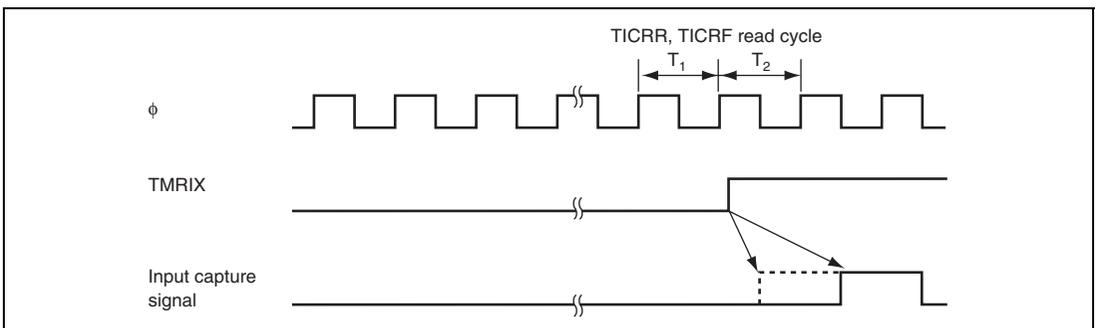 TICRR, TICRF read cycle
T₁ T₂
ϕ
TMRIX
Input capture
signal